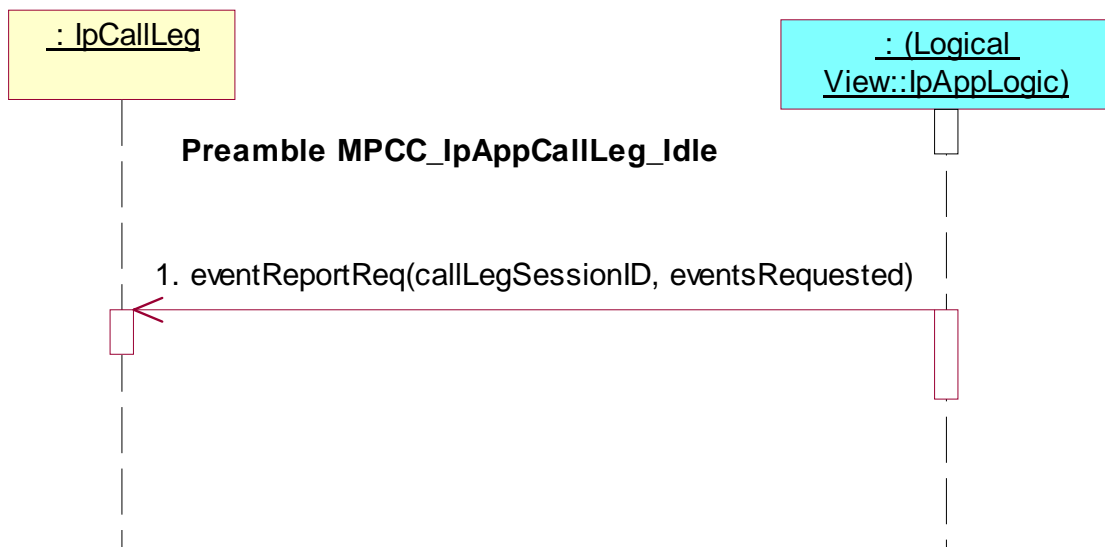 : IpCallLeg
: (Logical
View::IpAppLogic)
Preamble MPCC_IpAppCallLeg_Idle
1. eventReportReq(callLegSessionID, eventsRequested)